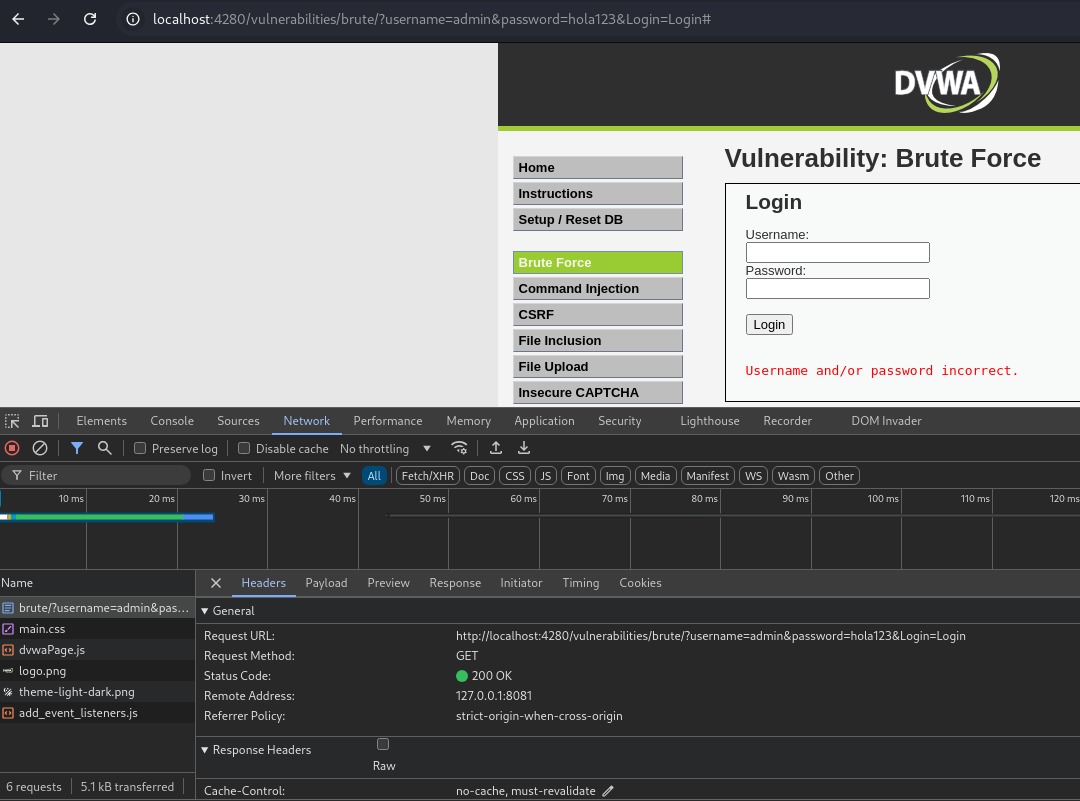 localhost:4280/vulnerabilities/brute/?username=admin&password=hola123&Login=Login#
DVWA
Home
Instructions
Setup / Reset DB
Brute Force
Command Injection
CSRF
File Inclusion
File Upload
Insecure CAPTCHA
Vulnerability: Brute Force
Login
Username:
Password:
Login
Username and/or password incorrect.
Elements Console Sources Network Performance Memory Application Security Lighthouse Recorder DOM Invader
Preserve log Disable cache No throttling
Filter Invert More filters All Fetch/XHR Doc CSS JS Font Img Media Manifest WS Wasm Other
10 ms 20 ms 30 ms 40 ms 50 ms 60 ms 70 ms 80 ms 90 ms 100 ms 110 ms 120 ms
Name
brute/?username=admin&pas...
main.css
dvwaPage.js
logo.png
theme-light-dark.png
add_event_listeners.js
6 requests 5.1 kB transferred
Headers Payload Preview Response Initiator Timing Cookies
General
Request URL: http://localhost:4280/vulnerabilities/brute/?username=admin&password=hola123&Login=Login
Request Method: GET
Status Code: 200 OK
Remote Address: 127.0.0.1:8081
Referrer Policy: strict-origin-when-cross-origin
Response Headers
Raw
Cache-Control: no-cache, must-revalidate